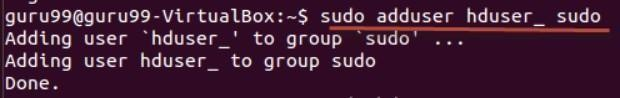 guru99@guru99-VirtualBox:~$ sudo adduser hduser_ sudo
Adding user `hduser_' to group `sudo' ...
Adding user hduser_ to group sudo
Done.